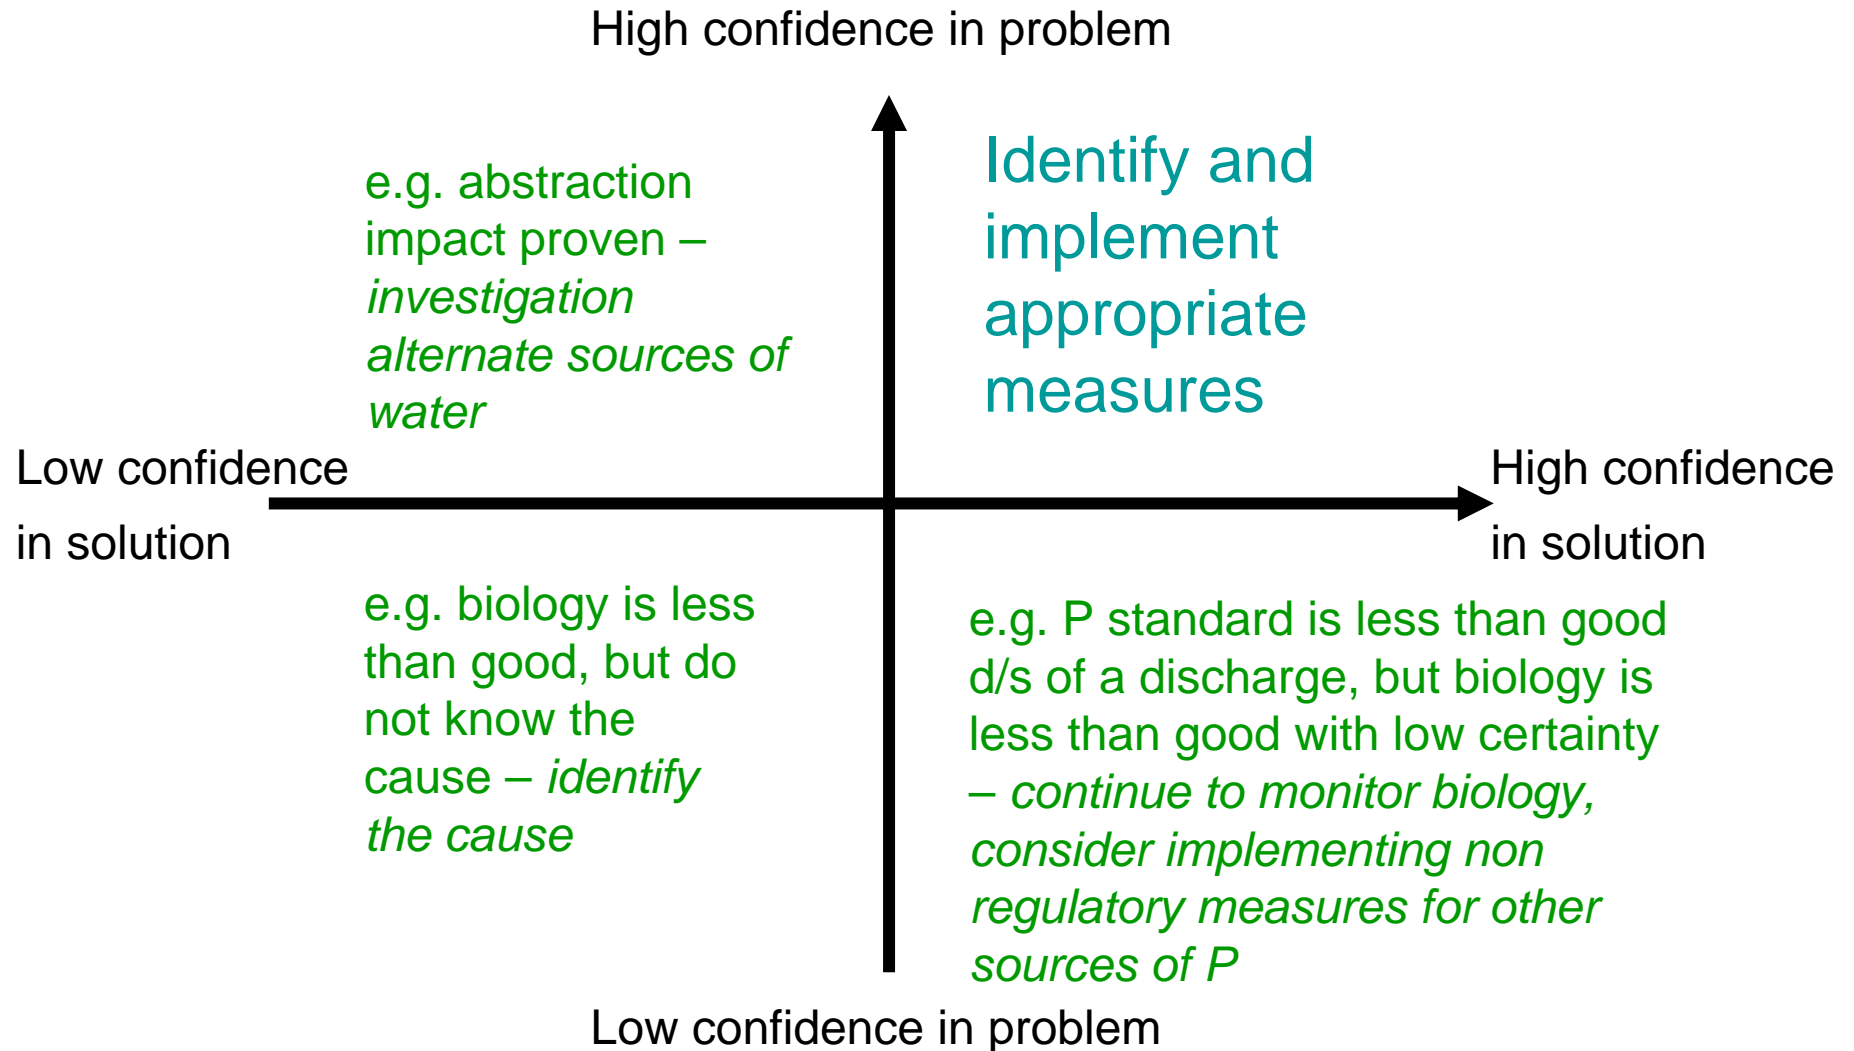 High confidence in problem
e.g. abstraction
impact proven –
investigation
alternate sources of
water
Identify and
implement
appropriate
measures
Low confidence
in solution
High confidence
in solution
e.g. biology is less
than good, but do
not know the
cause – identify
the cause
e.g. P standard is less than good
d/s of a discharge, but biology is
less than good with low certainty
– continue to monitor biology,
consider implementing non
regulatory measures for other
sources of P
Low confidence in problem